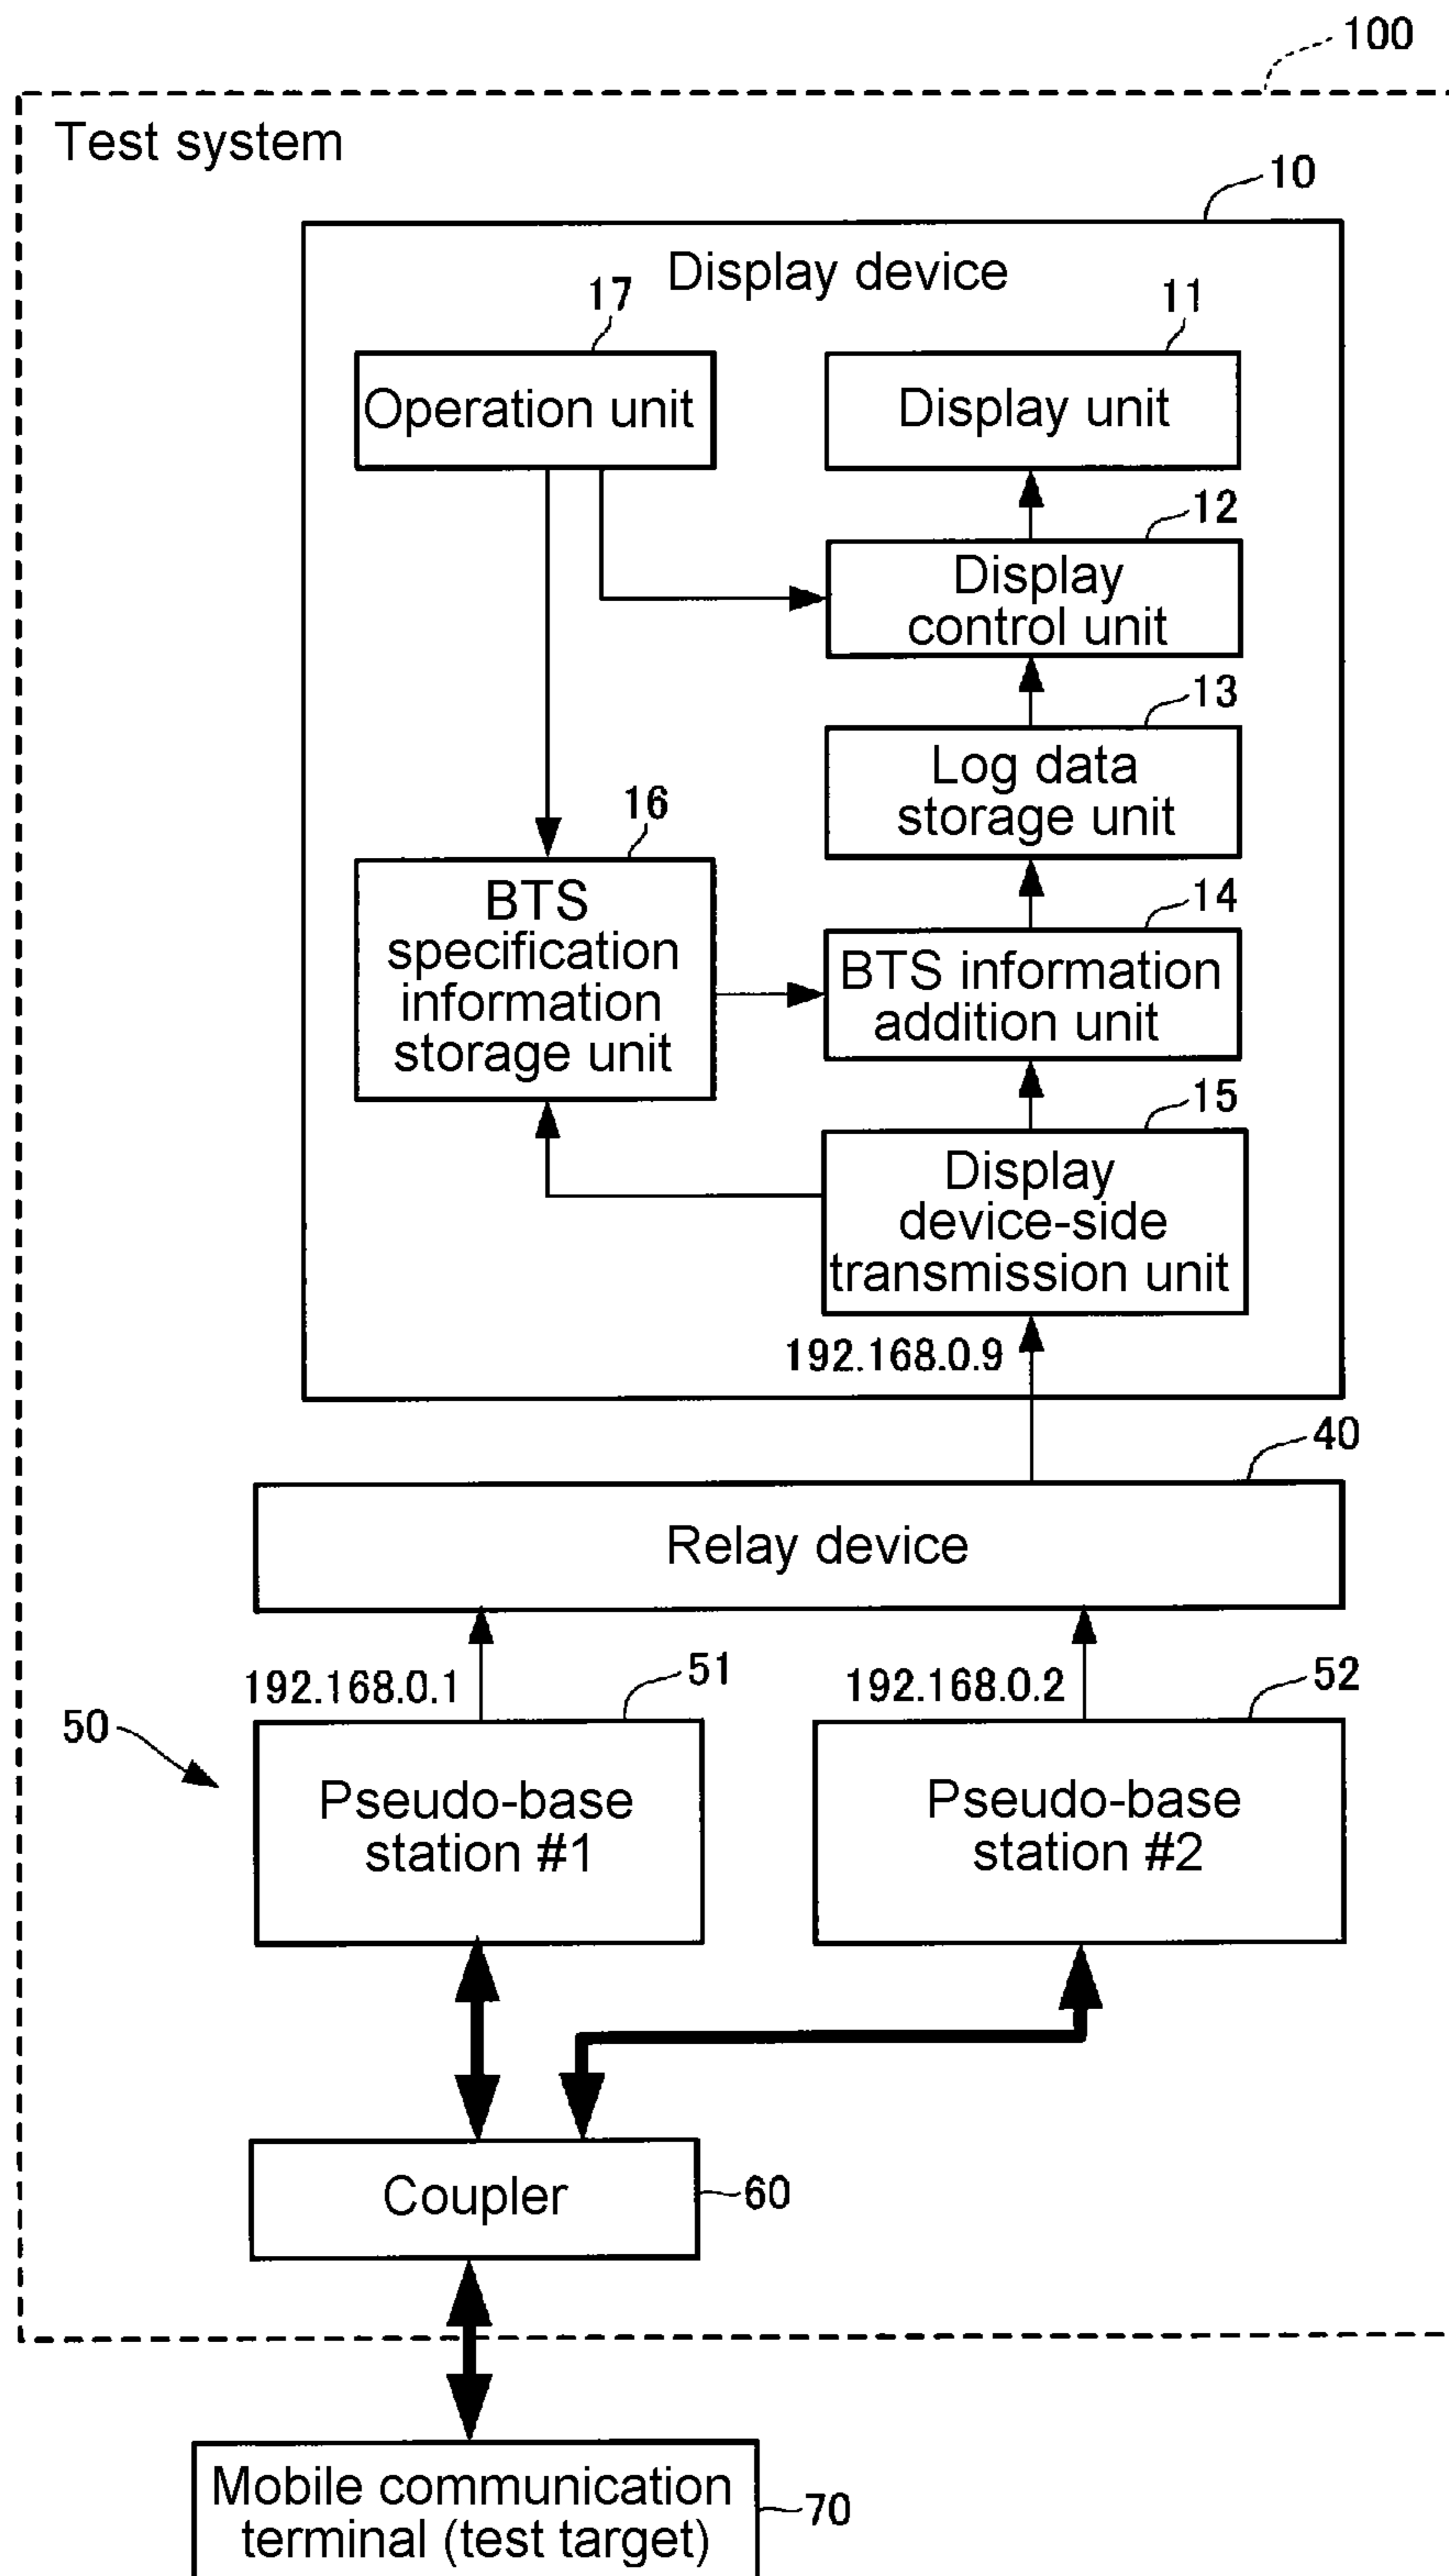 100
Test system
10
Display device
17
11
Operation unit
Display unit
12
Display
control unit
13
Log data
storage unit
16
BTS
specification
information
storage unit
14
BTS information
addition unit
15
Display
device-side
transmission unit
192.168.0.9
40
Relay device
192.168.0.1
51
192.168.0.2
52
50
Pseudo-base
station #1
Pseudo-base
station #2
Coupler
60
Mobile communication
terminal (test target)
70